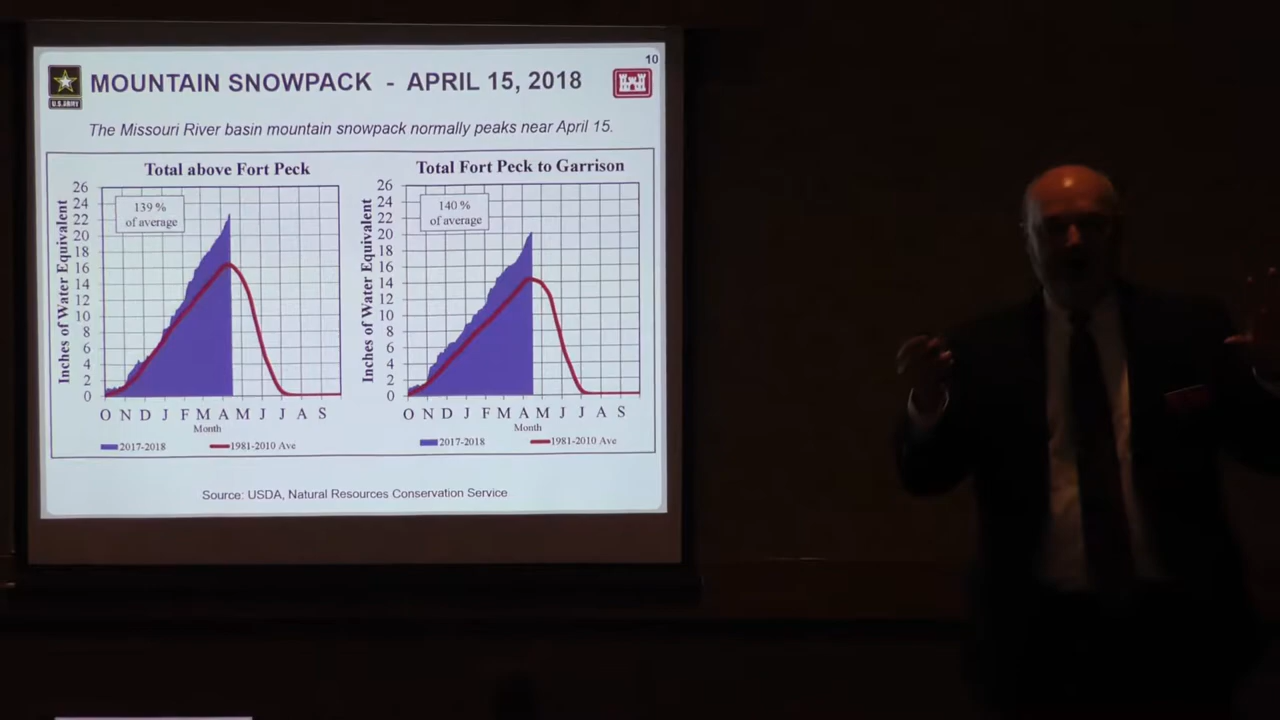 10
U.S.ARMY
MOUNTAIN SNOWPACK - APRIL 15, 2018
The Missouri River basin mountain snowpack normally peaks near April 15.
Total above Fort Peck
Inches of Water Equivalent
26
24
22
20
18
16
14
12
10
8
6
4
2
0
139 %
of average
O N D J F M A M J J A S
Month
2017-2018 1981-2010 Ave
Total Fort Peck to Garrison
Inches of Water Equivalent
26
24
22
20
18
16
14
12
10
8
6
4
2
0
140 %
of average
O N D J F M A M J J A S
Month
2017-2018 1981-2010 Ave
Source: USDA, Natural Resources Conservation Service